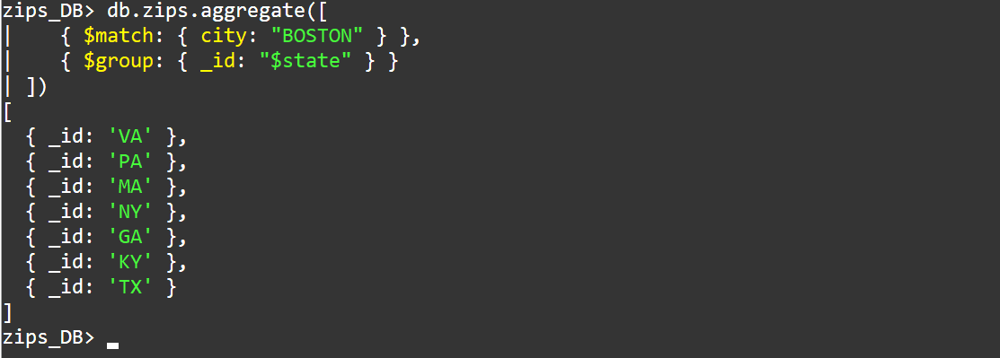 zips_DB> db.zips.aggregate([
|    { $match: { city: "BOSTON" } },
|    { $group: { _id: "$state" } }
| ])
[
  { _id: 'VA' },
  { _id: 'PA' },
  { _id: 'MA' },
  { _id: 'NY' },
  { _id: 'GA' },
  { _id: 'KY' },
  { _id: 'TX' }
]
zips_DB>